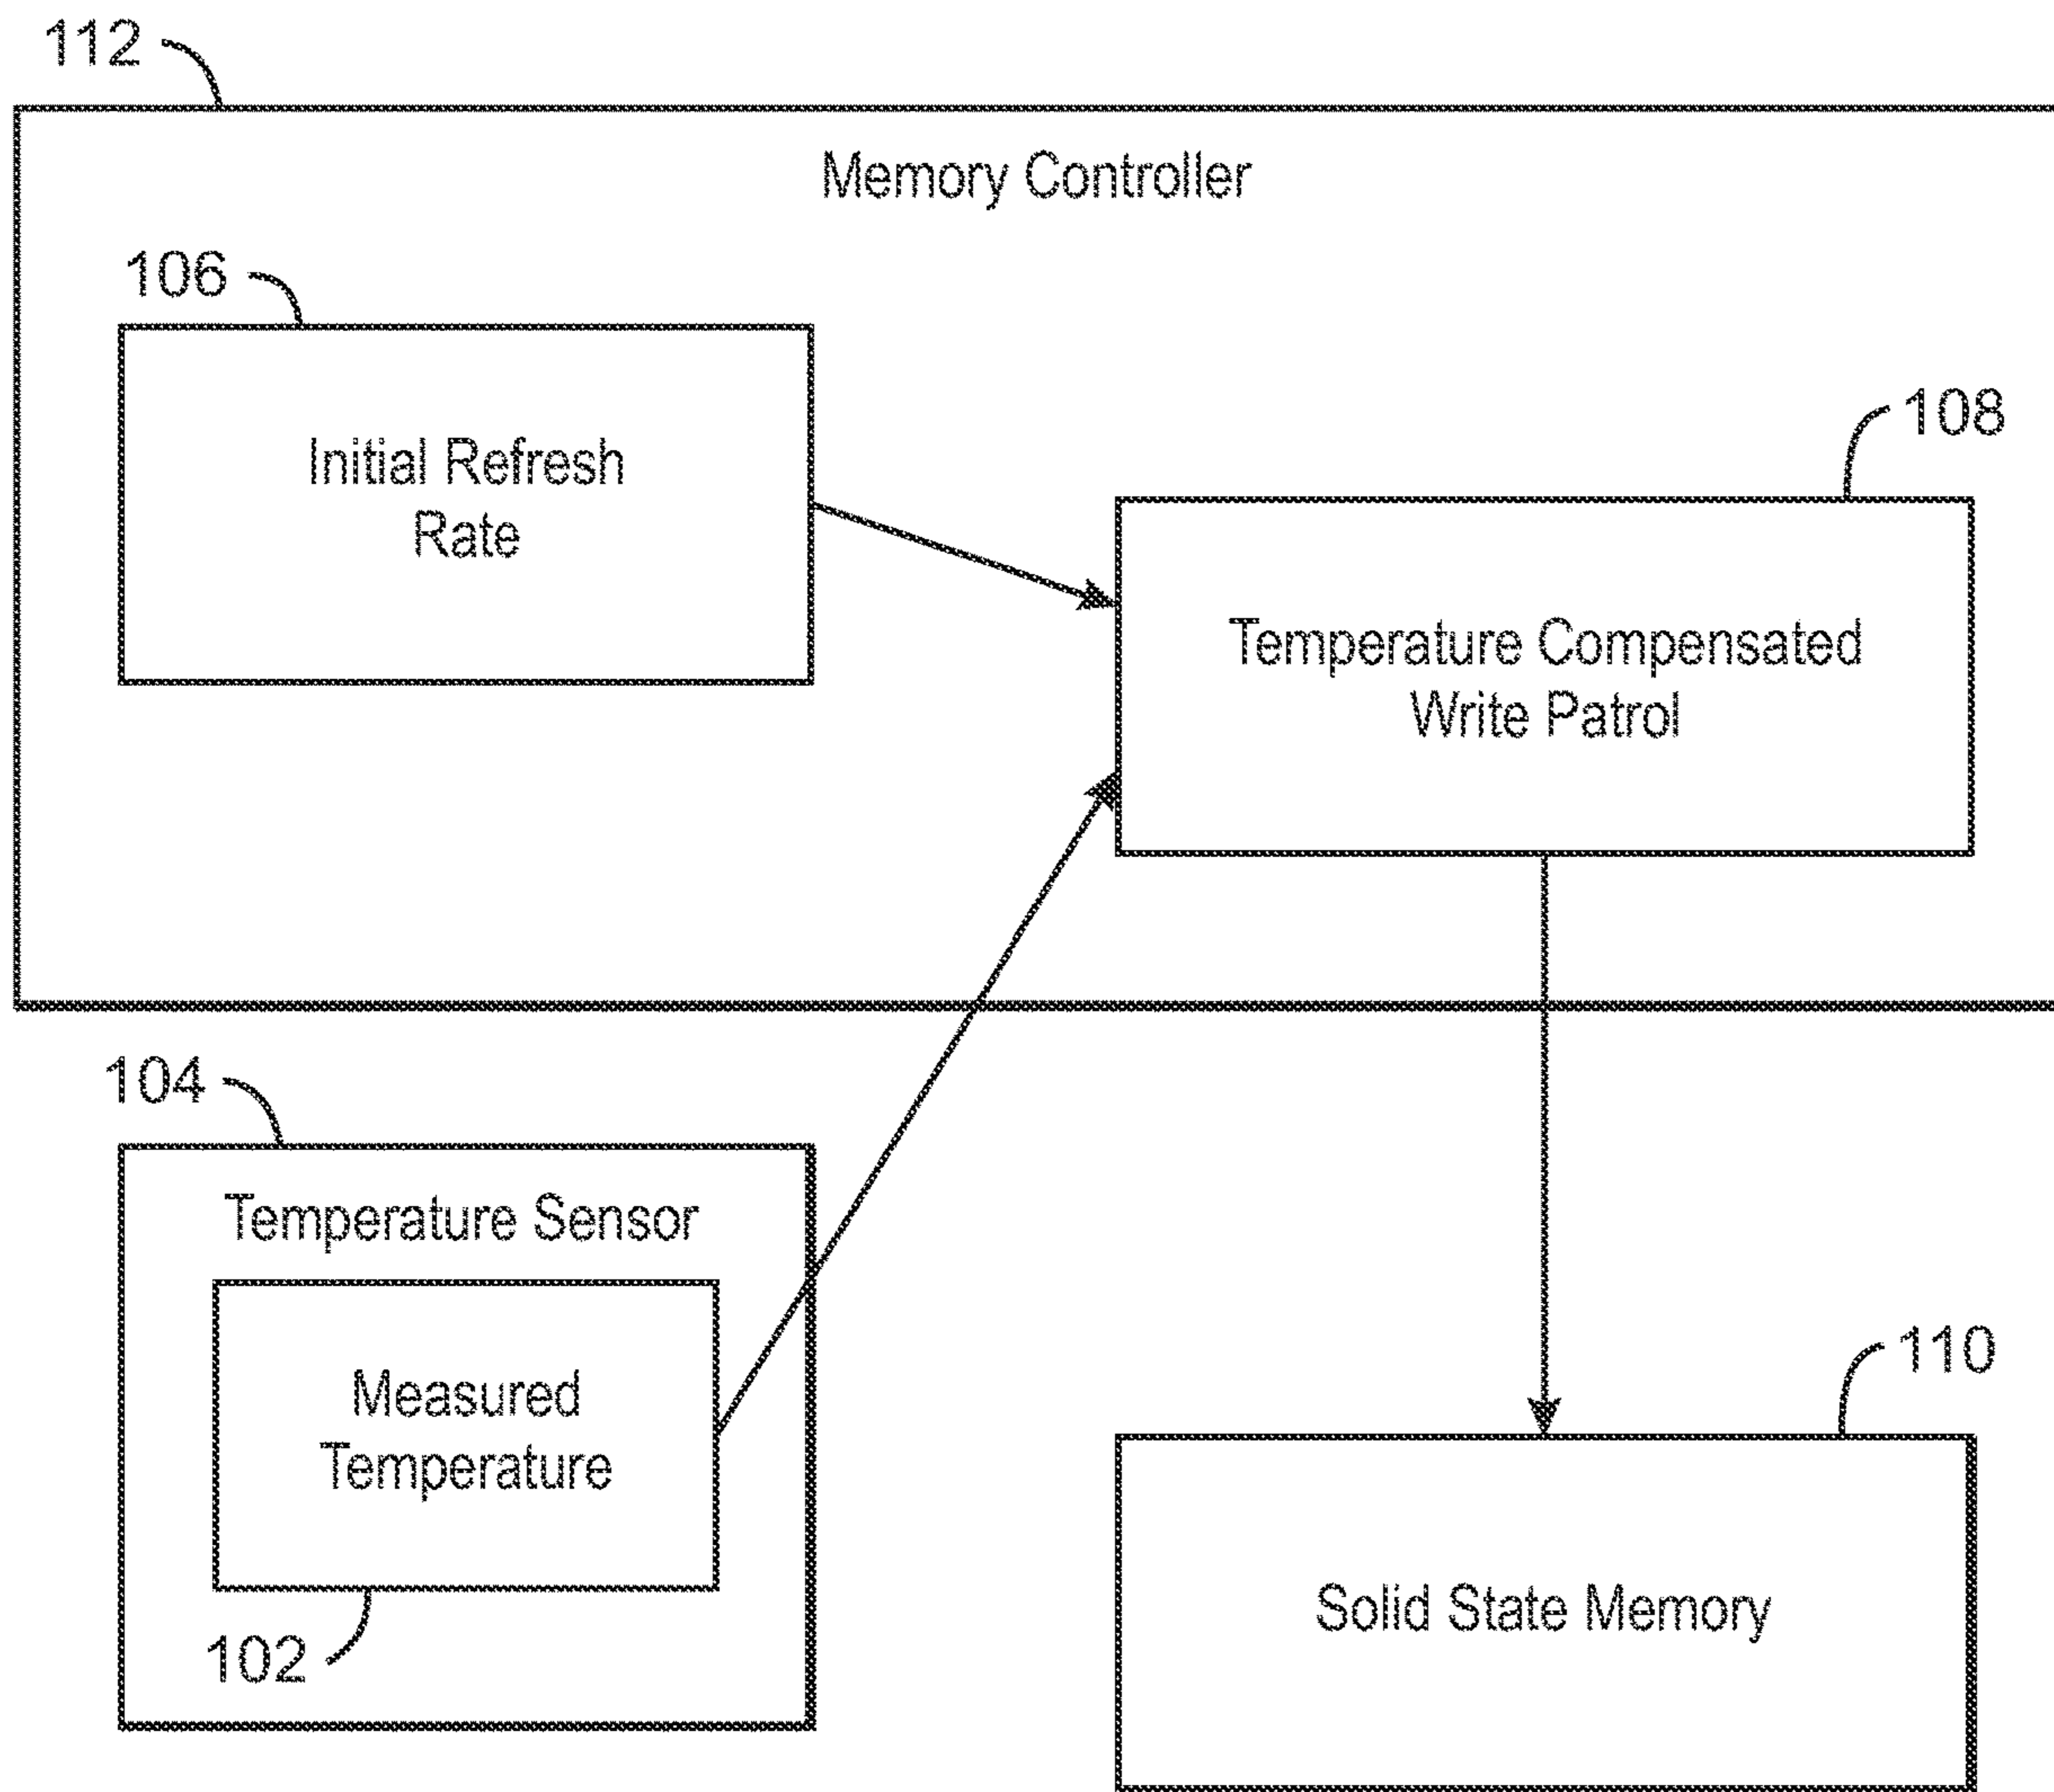 112
Memory Controller
106
Initial Refresh
Rate
108
Temperature Compensated
Write Patrol
104
Temperature Sensor
Measured
Temperature
102
110
Solid State Memory